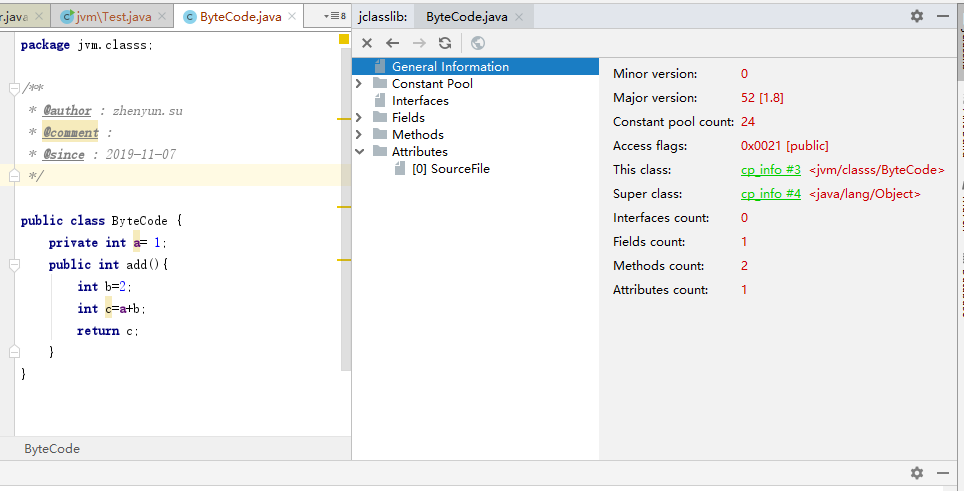 r.java
jvm\Test.java
ByteCode.java
8
jclasslib:
ByteCode.java
package jvm.classs;
/**
* @author : zhenyun.su
* @comment :
* @since : 2019-11-07
*/
public class ByteCode {
private int a= 1;
public int add(){
int b=2;
int c=a+b;
return c;
}
}
ByteCode
General Information
Constant Pool
Interfaces
Fields
Methods
Attributes
[0] SourceFile
Minor version: 0
Major version: 52 [1.8]
Constant pool count: 24
Access flags: 0x0021 [public]
This class: cp_info #3 <jvm/classs/ByteCode>
Super class: cp_info #4 <java/lang/Object>
Interfaces count: 0
Fields count: 1
Methods count: 2
Attributes count: 1